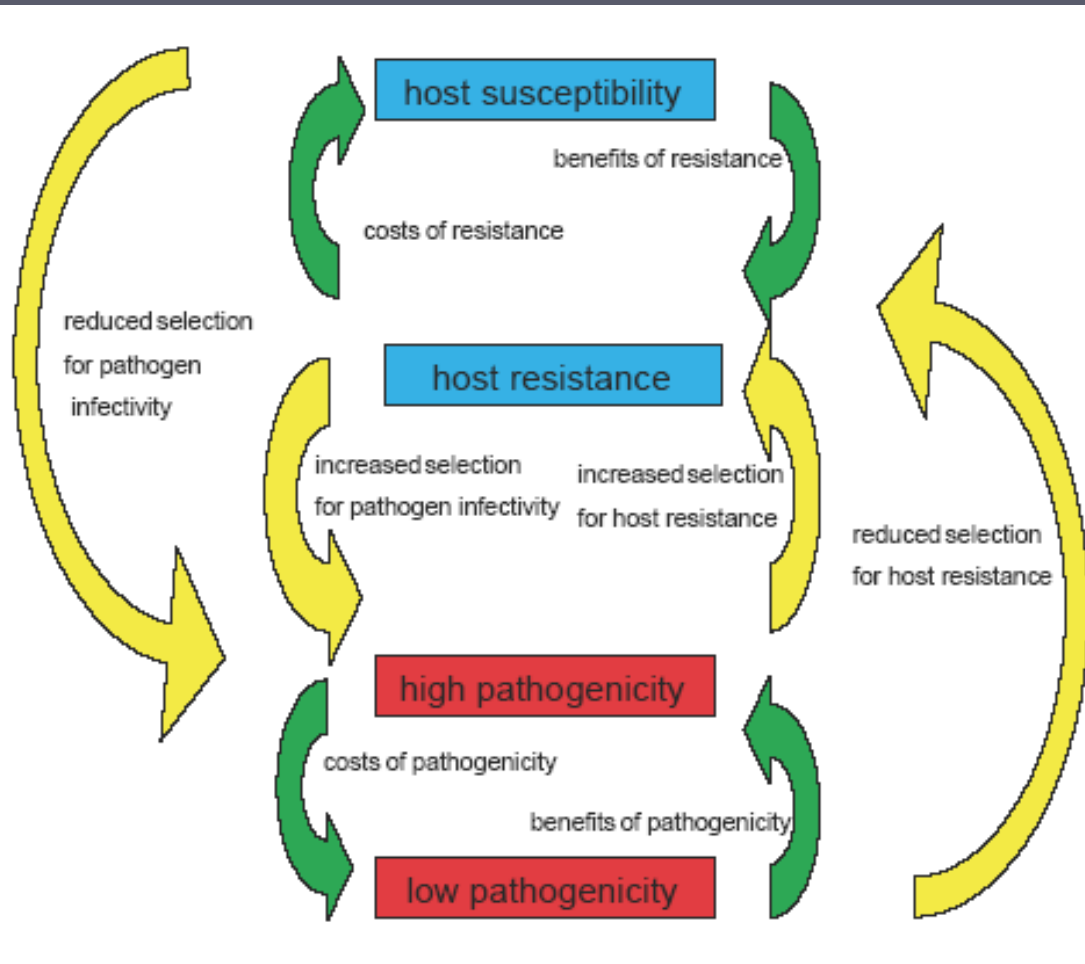 host susceptibility
benefits of resistance
costs of resistance
reduced selection
for pathogen
infectivity
host resistance
increased selection
for pathogen infectivity
increased selection
for host resistance
reduced selection
for host resistance
high pathogenicity
costs of pathogenicity
benefits of pathogenicity
low pathogenicity